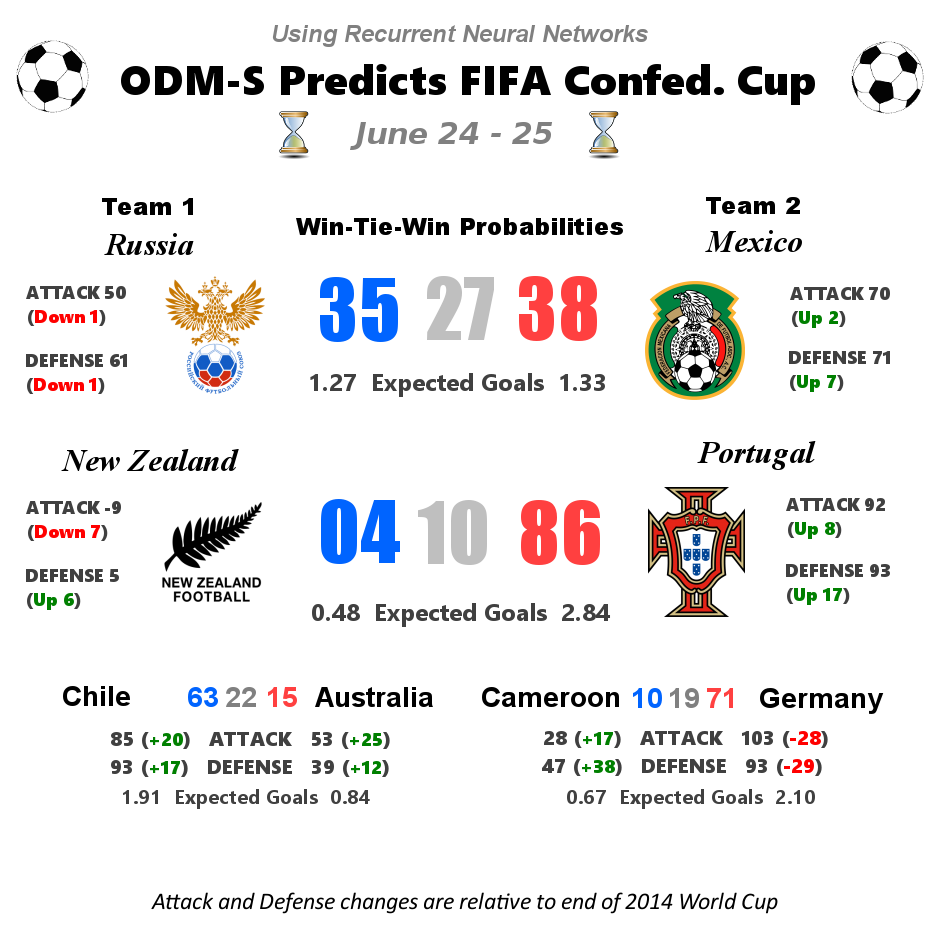 Using Recurrent Neural Networks
ODM-S Predicts FIFA Confed. Cup
June 24 - 25
Team 1
Win-Tie-Win Probabilities
Team 2
Russia
Mexico
ATTACK 50
(Down 1)
DEFENSE 61
(Down 1)
РОССИЙСКИЙ ФУТБОЛЬНЫЙ СОЮЗ
35 27 38
1.27 Expected Goals 1.33
ATTACK 70
(Up 2)
DEFENSE 71
(Up 7)
New Zealand
Portugal
ATTACK -9
(Down 7)
DEFENSE 5
(Up 6)
NEW ZEALAND
FOOTBALL
04 10 86
0.48 Expected Goals 2.84
F.P.F.
ATTACK 92
(Up 8)
DEFENSE 93
(Up 17)
Chile 63 22 15 Australia
85 (+20) ATTACK 53 (+25)
93 (+17) DEFENSE 39 (+12)
1.91 Expected Goals 0.84
Cameroon 10 19 71 Germany
28 (+17) ATTACK 103 (-28)
47 (+38) DEFENSE 93 (-29)
0.67 Expected Goals 2.10
Attack and Defense changes are relative to end of 2014 World Cup